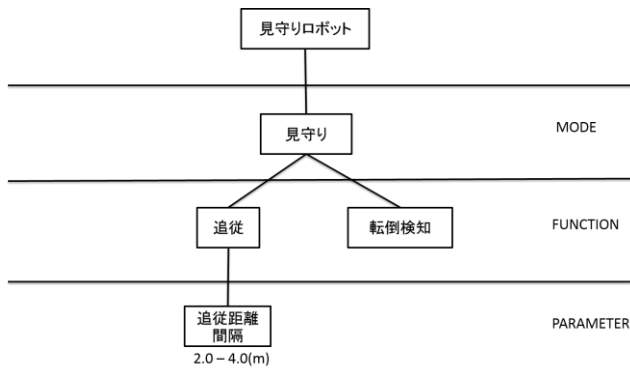 見守りロボット
見守り
MODE
追従
転倒検知
FUNCTION
追従距離
間隔
PARAMETER
2.0 – 4.0(m)